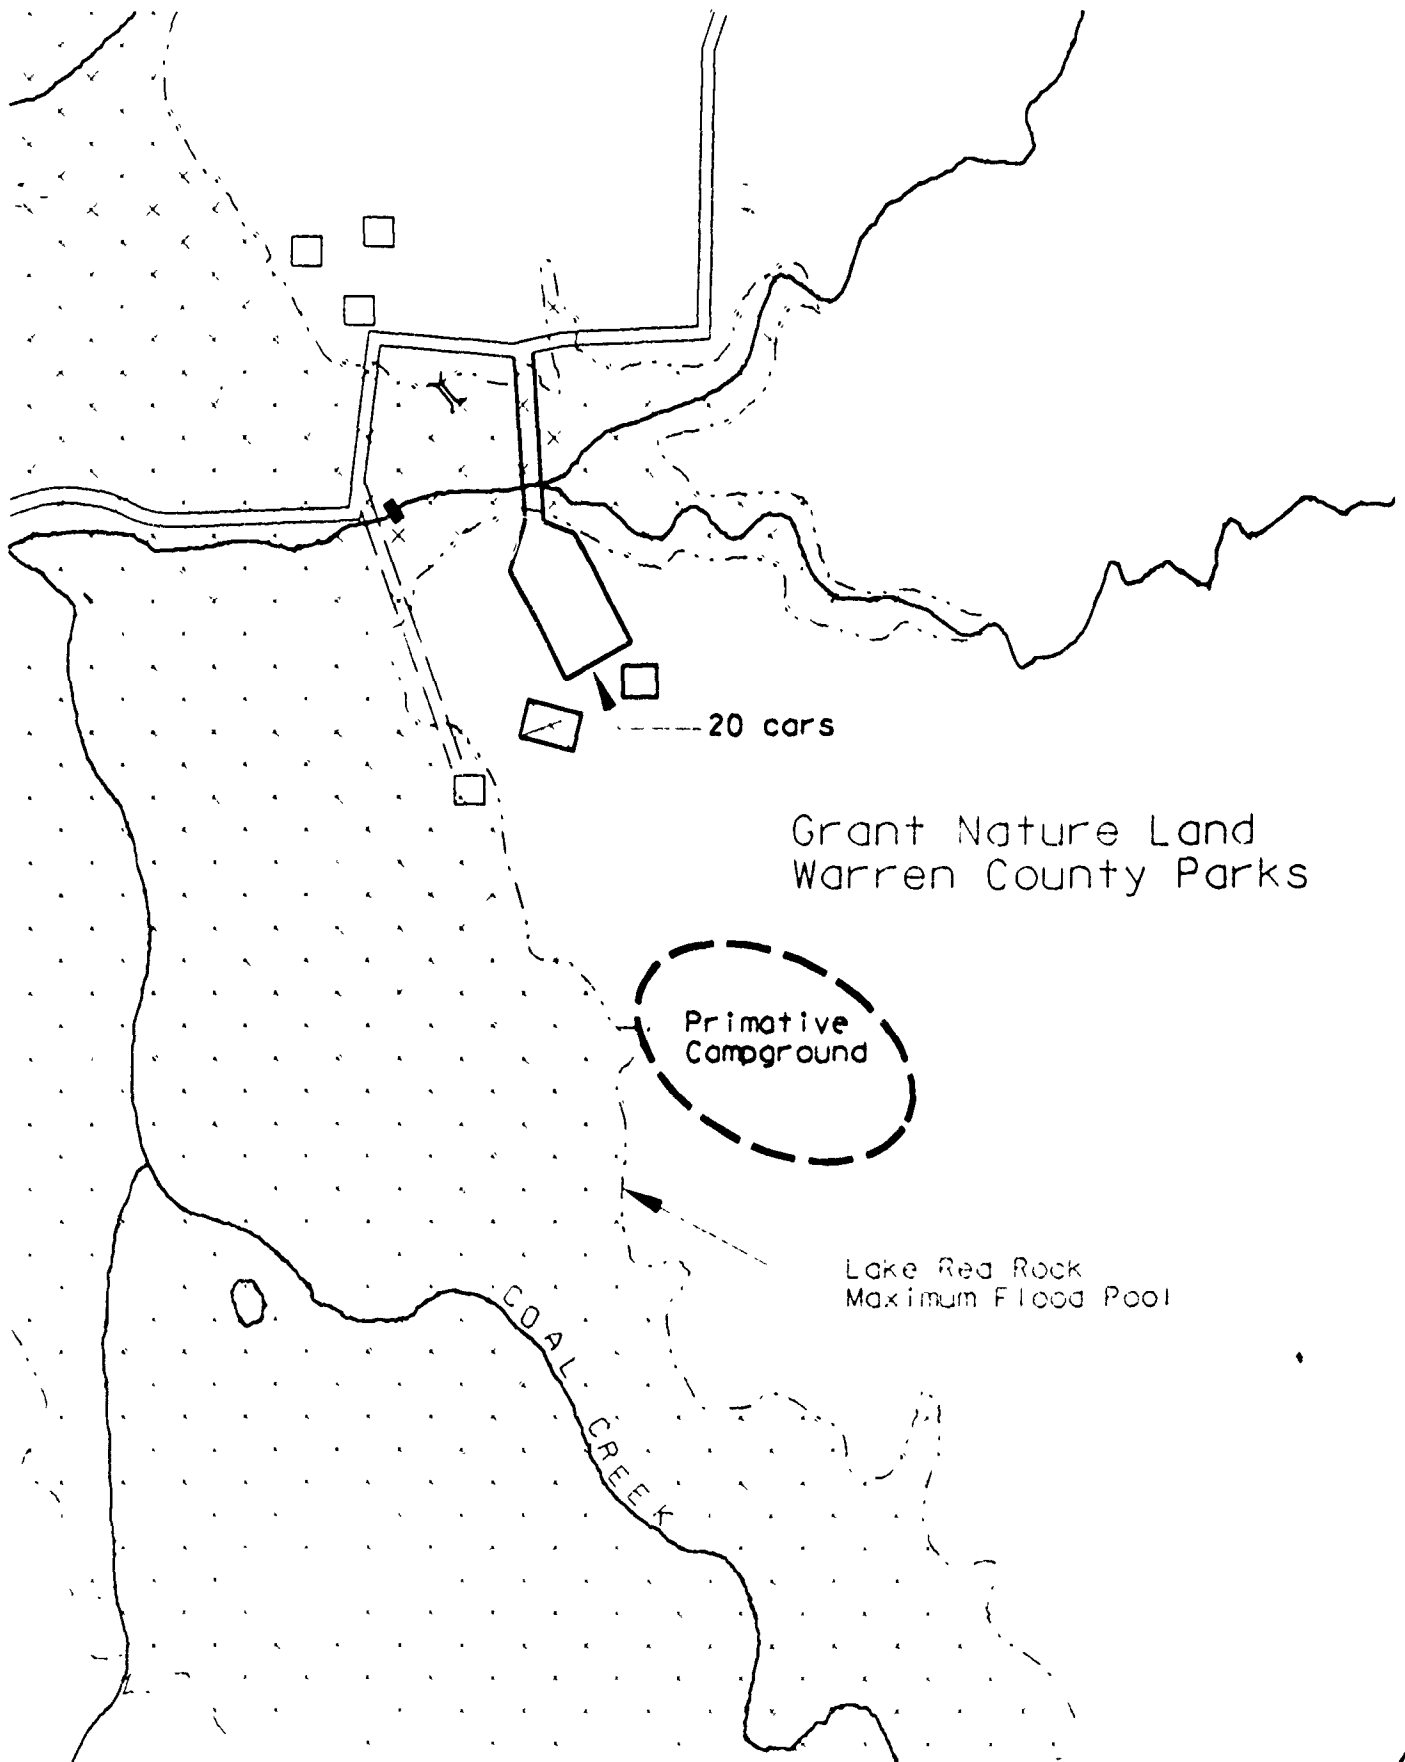 20 cars
Grant Nature Land
Warren County Parks
Primative
Campground
Lake Red Rock
Maximum Flood Pool
COAL CREEK